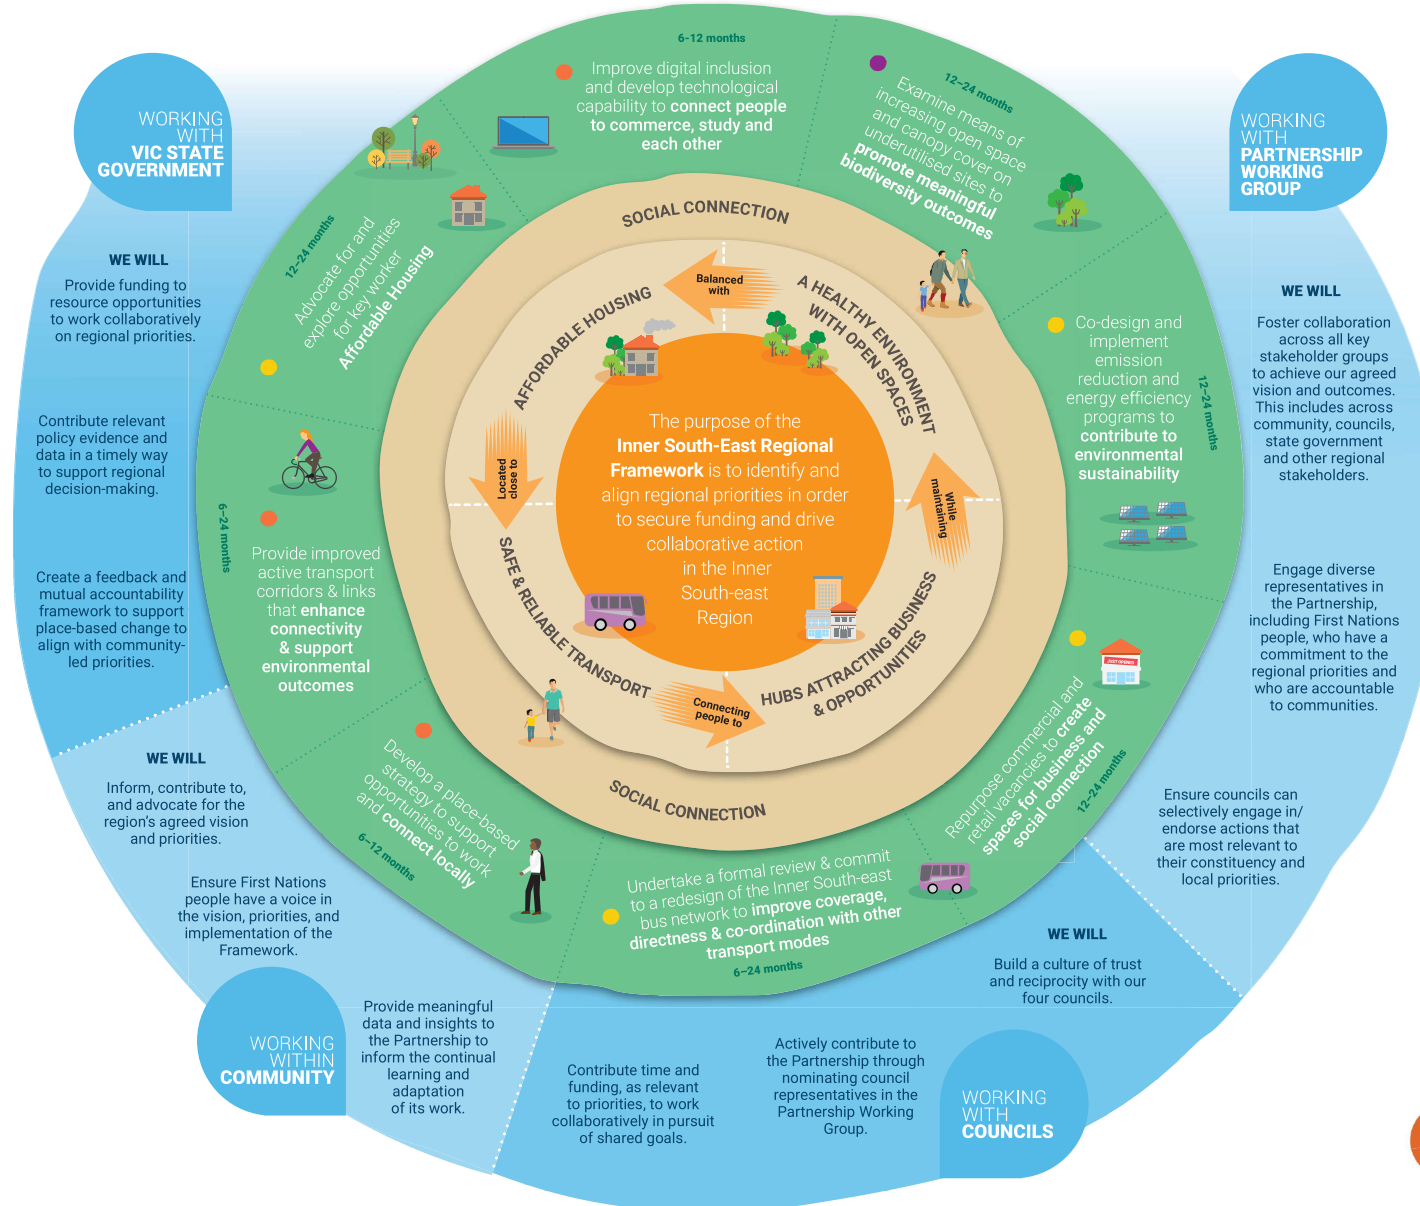 6-12 months
Improve digital inclusion
and develop technological
capability to connect people
to commerce, study and
each other
12–24 months
Examine means of
increasing open space
and canopy cover on
underutilised sites to
promote meaningful
biodiversity outcomes
WORKING
WITH
VIC STATE
GOVERNMENT
WORKING
WITH
PARTNERSHIP
WORKING
GROUP
12–24 months
Advocate for and
explore opportunities
for key worker
Affordable Housing
SOCIAL CONNECTION
WE WILL
Provide funding to
resource opportunities
to work collaboratively
on regional priorities.
Contribute relevant
policy evidence and
data in a timely way
to support regional
decision-making.
Create a feedback and
mutual accountability
framework to support
place-based change to
align with community-
led priorities.
Balanced
with
AFFORDABLE HOUSING
A HEALTHY ENVIRONMENT
WITH OPEN SPACES
Co-design and
implement
emission
reduction and
energy efficiency
programs to
contribute to
environmental
sustainability
12–24 months
WE WILL
Foster collaboration
across all key
stakeholder groups
to achieve our agreed
vision and outcomes.
This includes across
community, councils,
state government
and other regional
stakeholders.
Engage diverse
representatives in
the Partnership,
including First Nations
people, who have a
commitment to the
regional priorities and
who are accountable
to communities.
Ensure councils can
selectively engage in/
endorse actions that
are most relevant to
their constituency and
local priorities.
The purpose of the
Inner South-East Regional
Framework is to identify and
align regional priorities in order
to secure funding and drive
collaborative action
in the Inner
South-east
Region
Located
close to
While
maintaining
6–24 months
Provide improved
active transport
corridors & links
that enhance
connectivity
& support
environmental
outcomes
SAFE & RELIABLE TRANSPORT
Connecting
people to
HUBS ATTRACTING BUSINESS
& OPPORTUNITIES
JUST OPENED
Repurpose commercial and
retail vacancies to create
spaces for business and
social connection
12–24 months
SOCIAL CONNECTION
Develop a place-based
strategy to support
opportunities to work
and connect locally
6–12 months
Undertake a formal review & commit
to a redesign of the Inner South-east
bus network to improve coverage,
directness & co-ordination with other
transport modes
6–24 months
WE WILL
Inform, contribute to,
and advocate for the
region's agreed vision
and priorities.
Ensure First Nations
people have a voice in
the vision, priorities, and
implementation of the
Framework.
Provide meaningful
data and insights to
the Partnership to
inform the continual
learning and
adaptation
of its work.
WORKING
WITHIN
COMMUNITY
WE WILL
Build a culture of trust
and reciprocity with our
four councils.
Actively contribute to
the Partnership through
nominating council
representatives in the
Partnership Working
Group.
Contribute time and
funding, as relevant
to priorities, to work
collaboratively in pursuit
of shared goals.
WORKING
WITH
COUNCILS